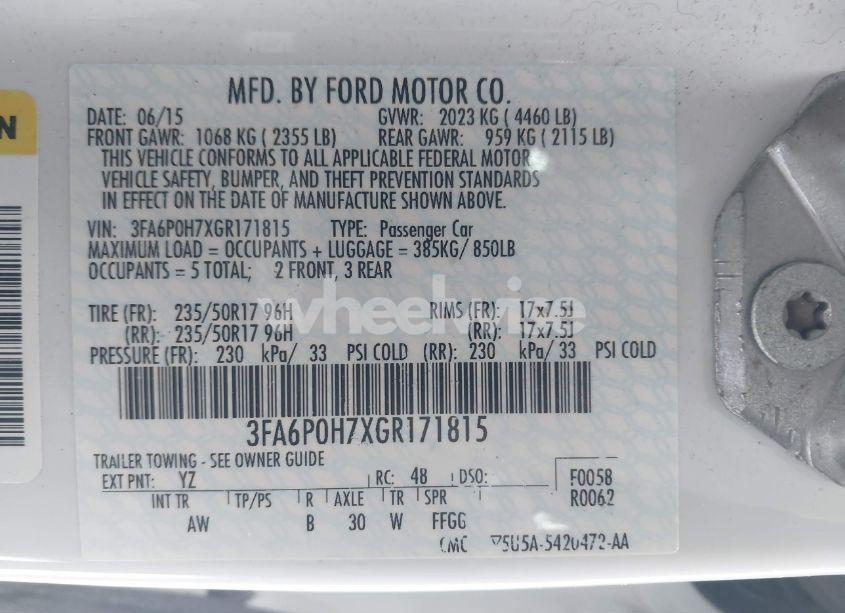 N
MFD. BY FORD MOTOR CO.
DATE: 06/15 GVWR: 2023 KG ( 4460 LB)
FRONT GAWR: 1068 KG ( 2355 LB) REAR GAWR: 959 KG ( 2115 LB)
THIS VEHICLE CONFORMS TO ALL APPLICABLE FEDERAL MOTOR
VEHICLE SAFETY, BUMPER, AND THEFT PREVENTION STANDARDS
IN EFFECT ON THE DATE OF MANUFACTURE SHOWN ABOVE.
VIN: 3FA6P0H7XGR171815 TYPE: Passenger Car
MAXIMUM LOAD = OCCUPANTS + LUGGAGE = 385KG/ 850LB
OCCUPANTS = 5 TOTAL; 2 FRONT, 3 REAR
wheelwise
TIRE (FR): 235/50R17 96H RIMS (FR): 17x7.5J
(RR): 235/50R17 96H (RR): 17x7.5J
PRESSURE (FR): 230 kPa/ 33 PSI COLD (RR): 230 kPa/ 33 PSI COLD
3FA6P0H7XGR171815
TRAILER TOWING - SEE OWNER GUIDE
EXT PNT: YZ RC: 48 DSO: F0058
INT TR TP/PS R AXLE TR SPR R0062
AW B 30 W FFGG
5U5A-5420472-AA